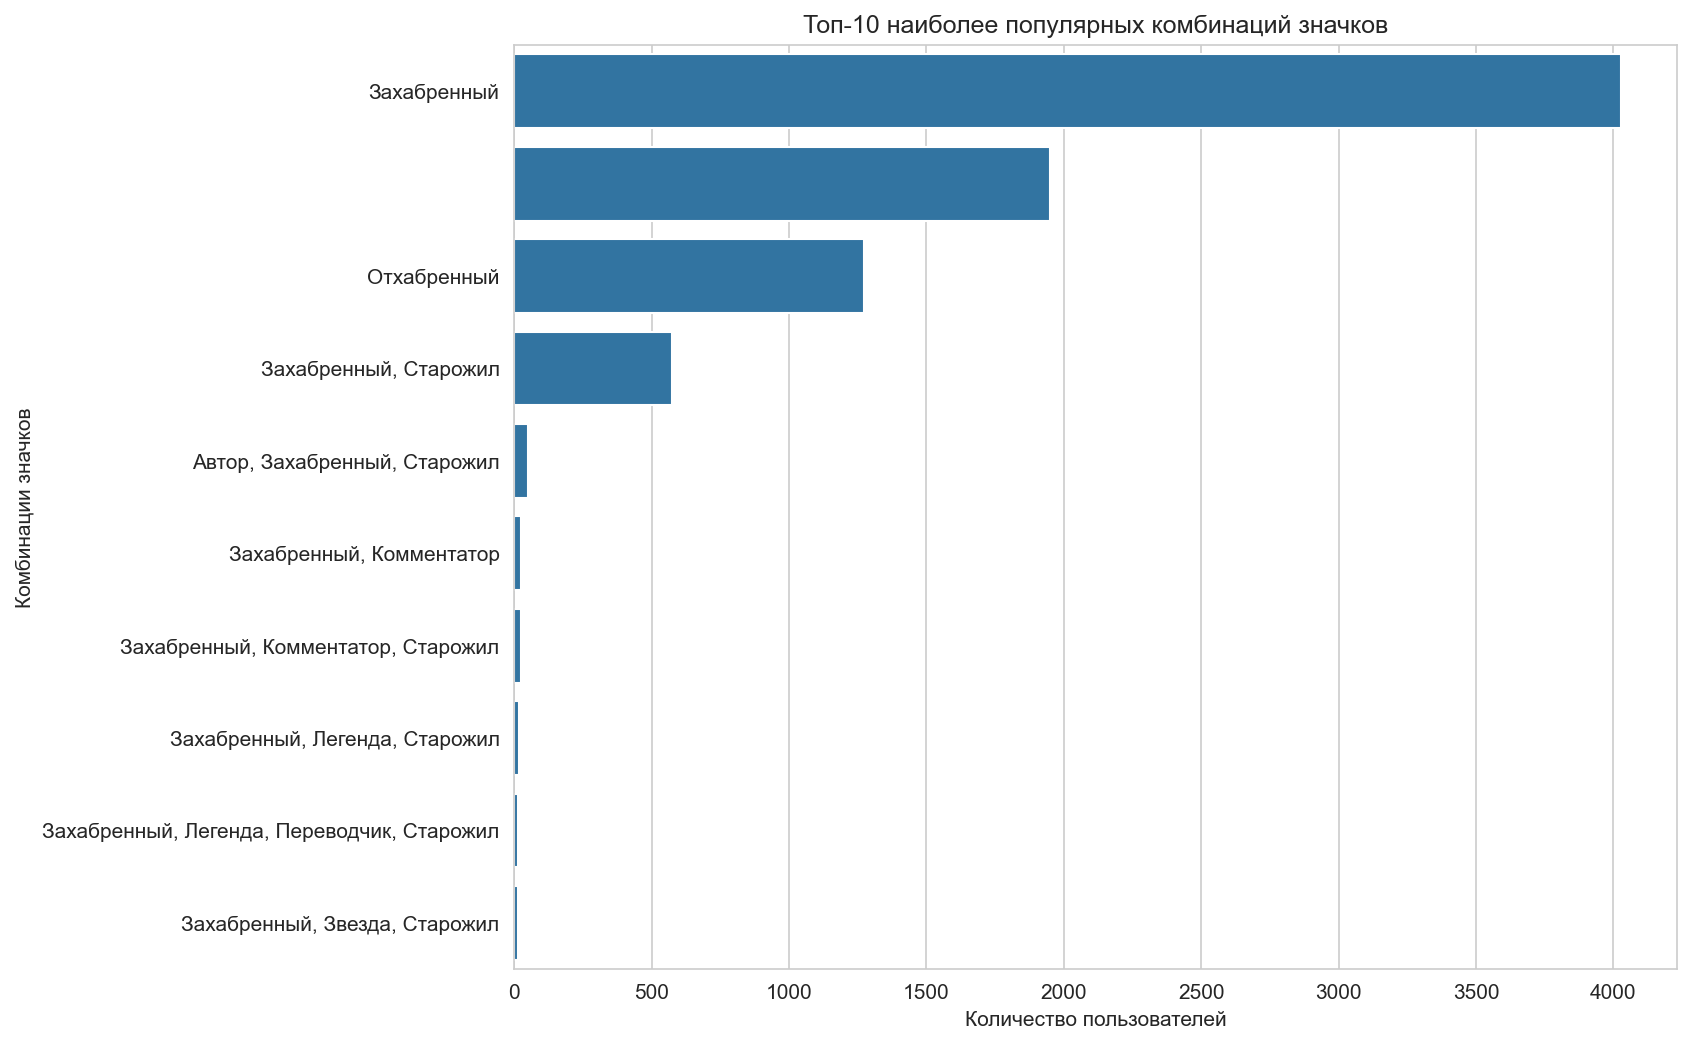 Топ-10 наиболее популярных комбинаций значков
Захабренный
Отхабренный
Захабренный, Старожил
Автор, Захабренный, Старожил
Захабренный, Комментатор
Захабренный, Комментатор, Старожил
Захабренный, Легенда, Старожил
Захабренный, Легенда, Переводчик, Старожил
Захабренный, Звезда, Старожил
Комбинации значков
0 500 1000 1500 2000 2500 3000 3500 4000
Количество пользователей